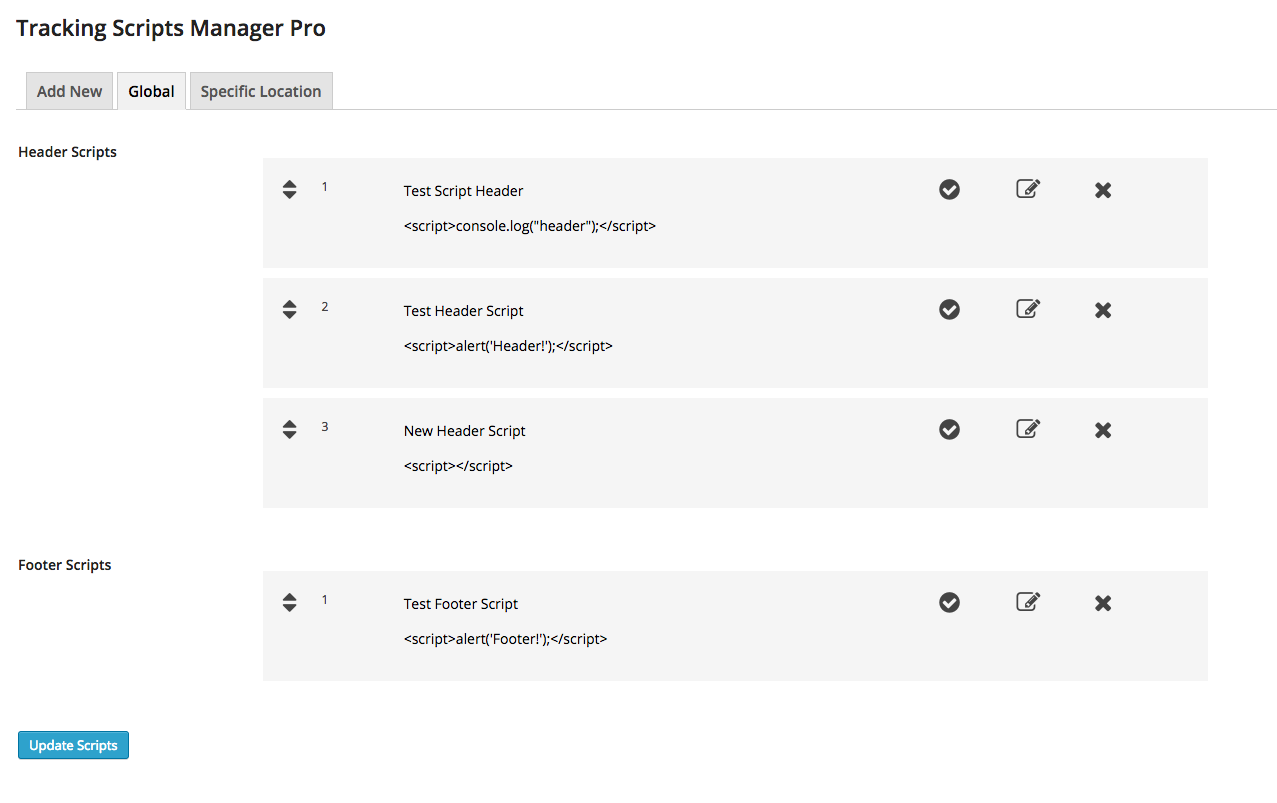 Tracking Scripts Manager Pro
Add New
Global
Specific Location
Header Scripts
1
Test Script Header
<script>console.log("header");</script>
2
Test Header Script
<script>alert('Header!');</script>
3
New Header Script
<script></script>
Footer Scripts
1
Test Footer Script
<script>alert('Footer!');</script>
Update Scripts